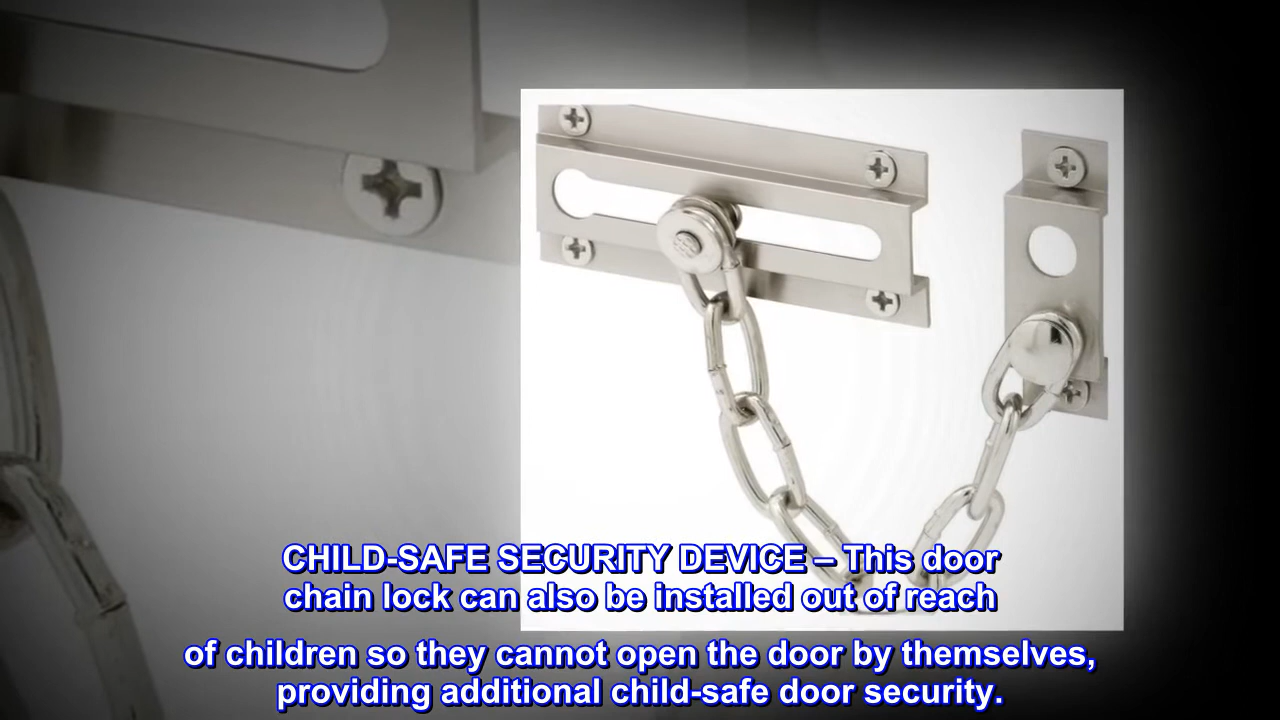 CHILD-SAFE SECURITY DEVICE – This door
chain lock can also be installed out of reach
of children so they cannot open the door by themselves,
providing additional child-safe door security.